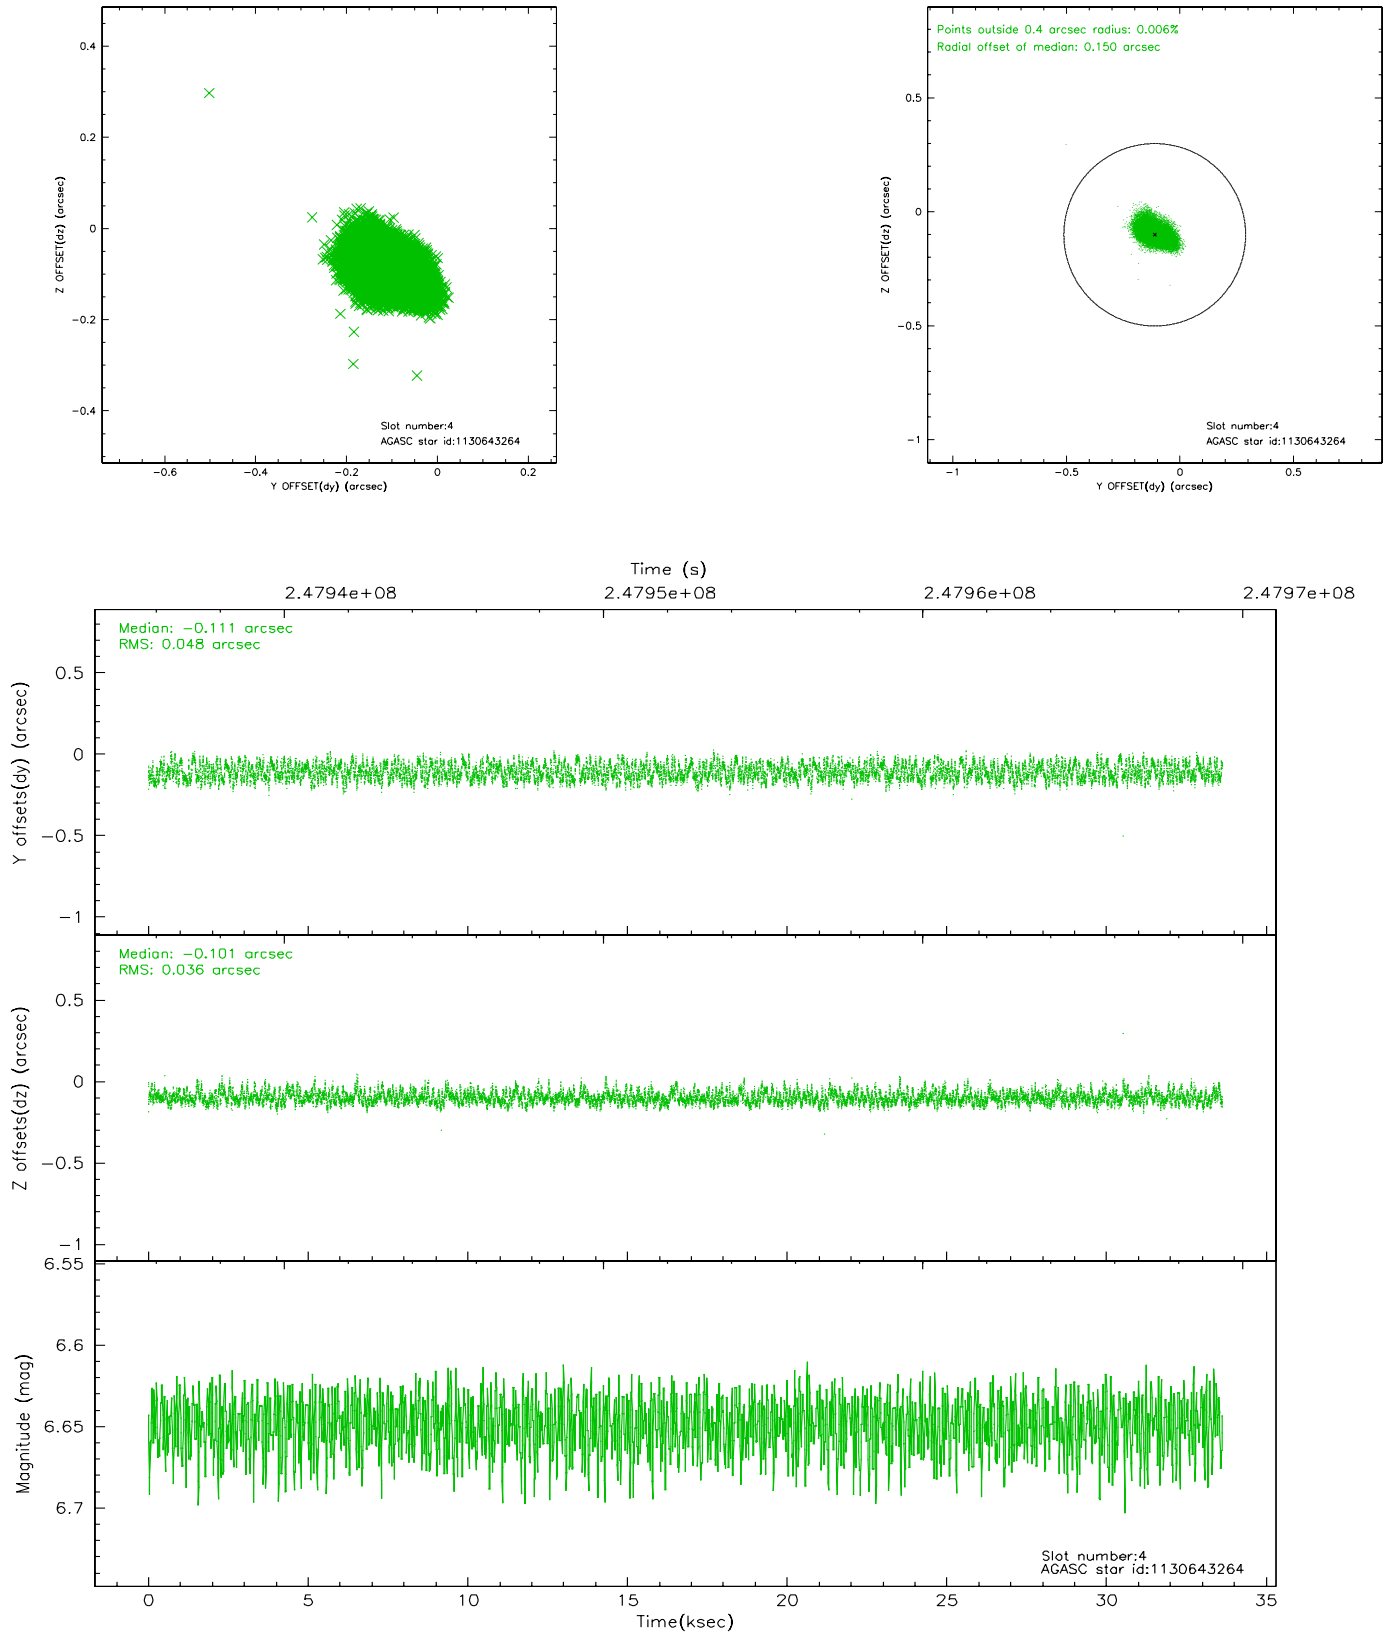 0.4
0.2
0
−0.2
−0.4
Z OFFSET(dz) (arcsec)
Slot number:4
AGASC star id:1130643264
−0.6
−0.4
−0.2
0
0.2
Y OFFSET(dy) (arcsec)
Points outside 0.4 arcsec radius: 0.006%
Radial offset of median: 0.150 arcsec
0.5
0
−0.5
−1
Z OFFSET(dz) (arcsec)
Slot number:4
AGASC star id:1130643264
−1
−0.5
0
0.5
Y OFFSET(dy) (arcsec)
Time (s)
2.4794e+08
2.4795e+08
2.4796e+08
2.4797e+08
Median: −0.111 arcsec
RMS: 0.048 arcsec
0.5
0
−0.5
−1
Y offsets(dy) (arcsec)
Median: −0.101 arcsec
RMS: 0.036 arcsec
0.5
0
−0.5
−1
Z offsets(dz) (arcsec)
6.55
6.6
6.65
6.7
Magnitude (mag)
Slot number:4
AGASC star id:1130643264
0
5
10
15
20
25
30
35
Time(ksec)